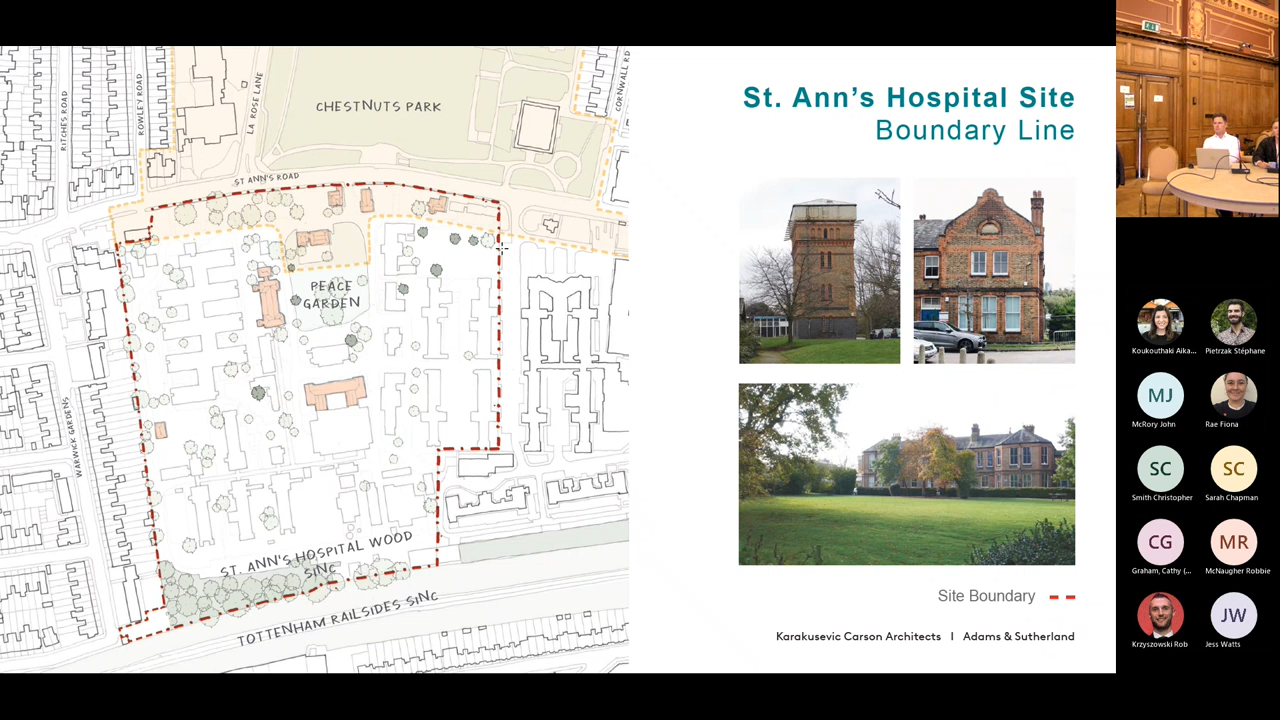 CHESTNUTS PARK
RITCHES ROAD
ROWLEY ROAD
LA ROSE LANE
CORNWALL RD
ST ANN'S ROAD
PEACE
GARDEN
WARWICK GARDENS
ST. ANN'S HOSPITAL WOOD
SINC
TOTTENHAM RAILSIDES SINC
St. Ann's Hospital Site
Boundary Line
Site Boundary
Karakusevic Carson Architects | Adams & Sutherland
Koukouthaki Aika...
Pietrzak Stéphane
MJ
McRory John
Rae Fiona
SC
Smith Christopher
SC
Sarah Chapman
CG
Graham, Cathy (...
MR
McNaugher Robbie
Krzyszowski Rob
JW
Jess Watts